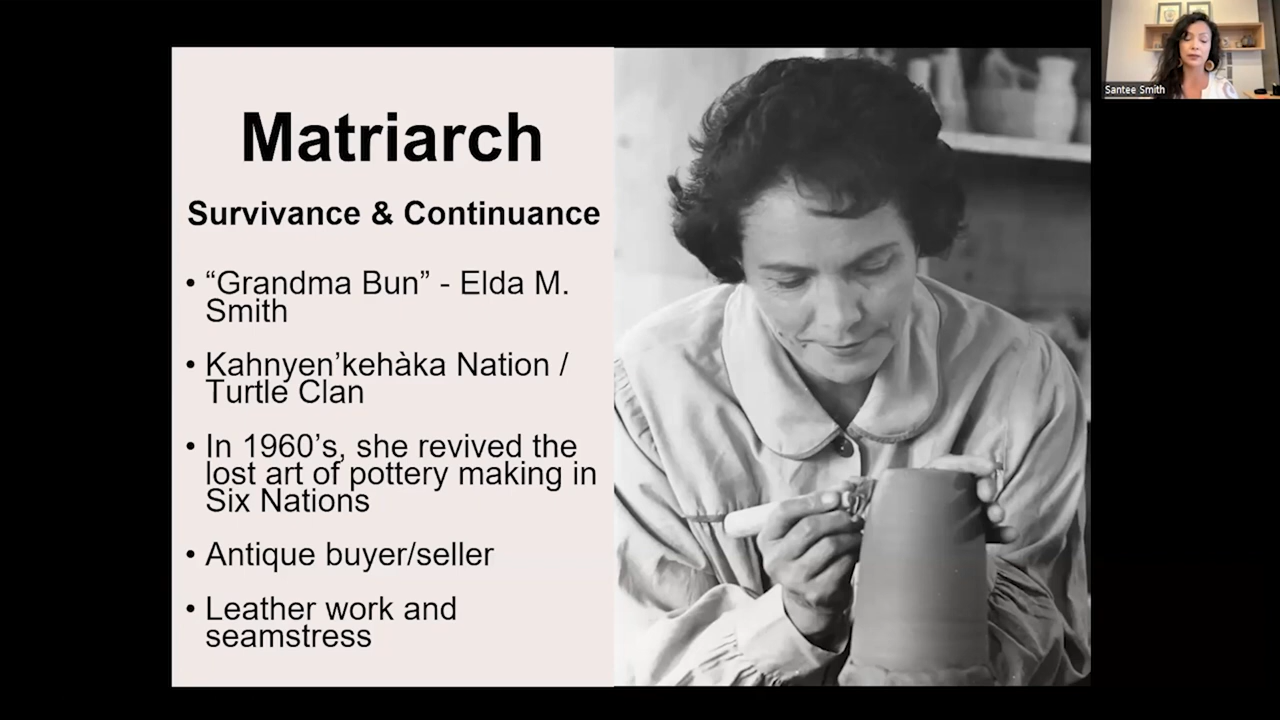 Matriarch
Survivance & Continuance
• “Grandma Bun” - Elda M.
Smith
• Kahnyen’kehàka Nation /
Turtle Clan
• In 1960’s, she revived the
lost art of pottery making in
Six Nations
• Antique buyer/seller
• Leather work and
seamstress
Santee Smith